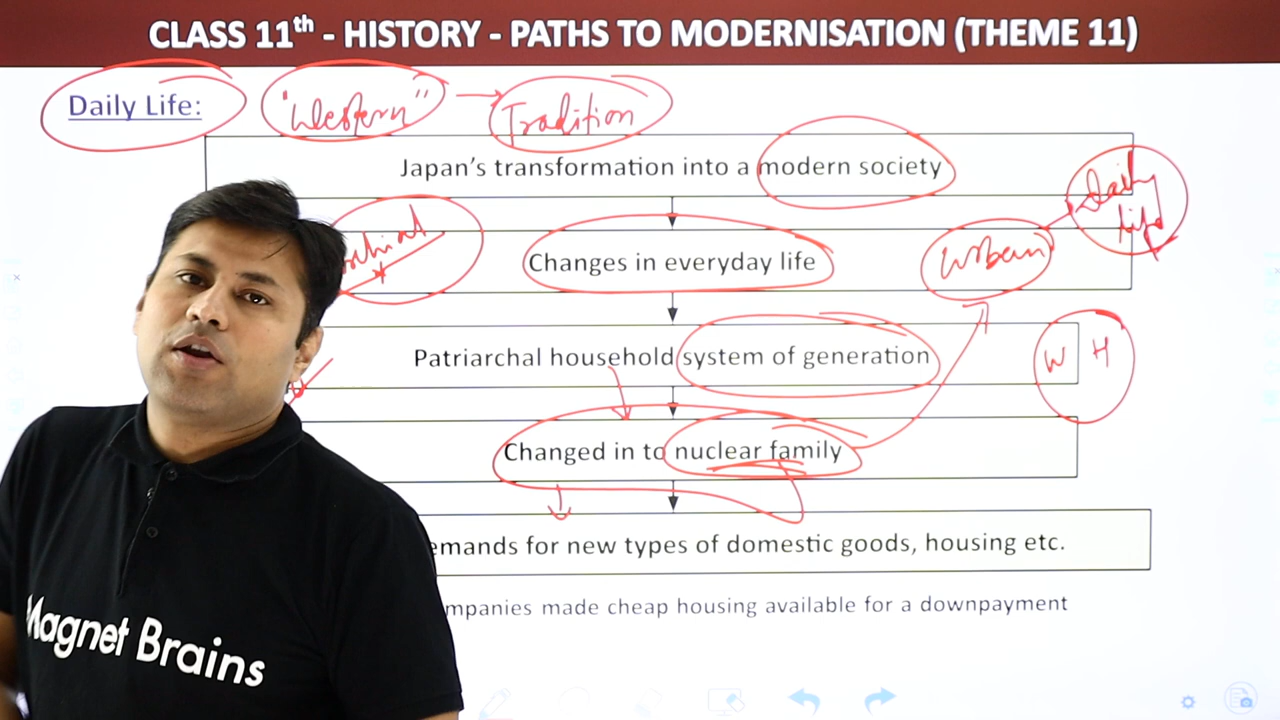 CLASS 11th - HISTORY - PATHS TO MODERNISATION (THEME 11)
Daily Life: "Western" → Tradition
Japan's transformation into a modern society
Daily life
Changes in everyday life
Urban
Patriarchal household system of generation
W H
Changed in to nuclear family
emands for new types of domestic goods, housing etc.
mpanies made cheap housing available for a downpayment
Magnet Brains